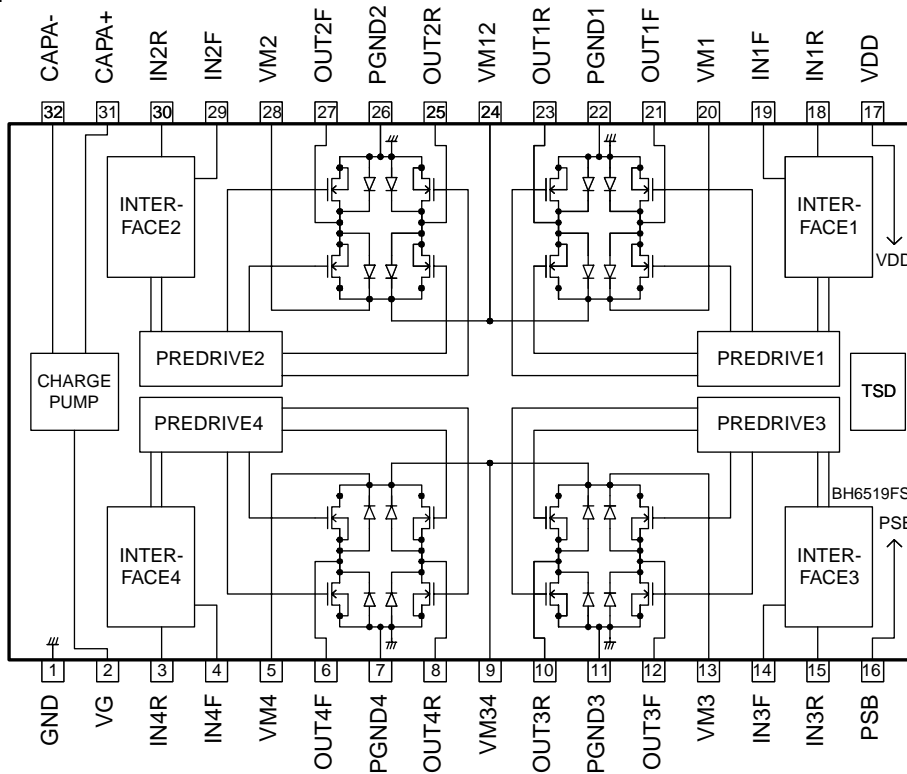 CAPA-
CAPA+
IN2R
IN2F
VM2
OUT2F
PGND2
OUT2R
VM12
OUT1R
PGND1
OUT1F
VM1
IN1F
IN1R
VDD
32
31
30
29
28
27
26
25
24
23
22
21
20
19
18
17
INTER-
FACE2
INTER-
FACE1
VDD
PREDRIVE2
PREDRIVE1
CHARGE
PUMP
TSD
PREDRIVE4
PREDRIVE3
BH6519FS
PSB
INTER-
FACE4
INTER-
FACE3
1
2
3
4
5
6
7
8
9
10
11
12
13
14
15
16
GND
VG
IN4R
IN4F
VM4
OUT4F
PGND4
OUT4R
VM34
OUT3R
PGND3
OUT3F
VM3
IN3F
IN3R
PSB